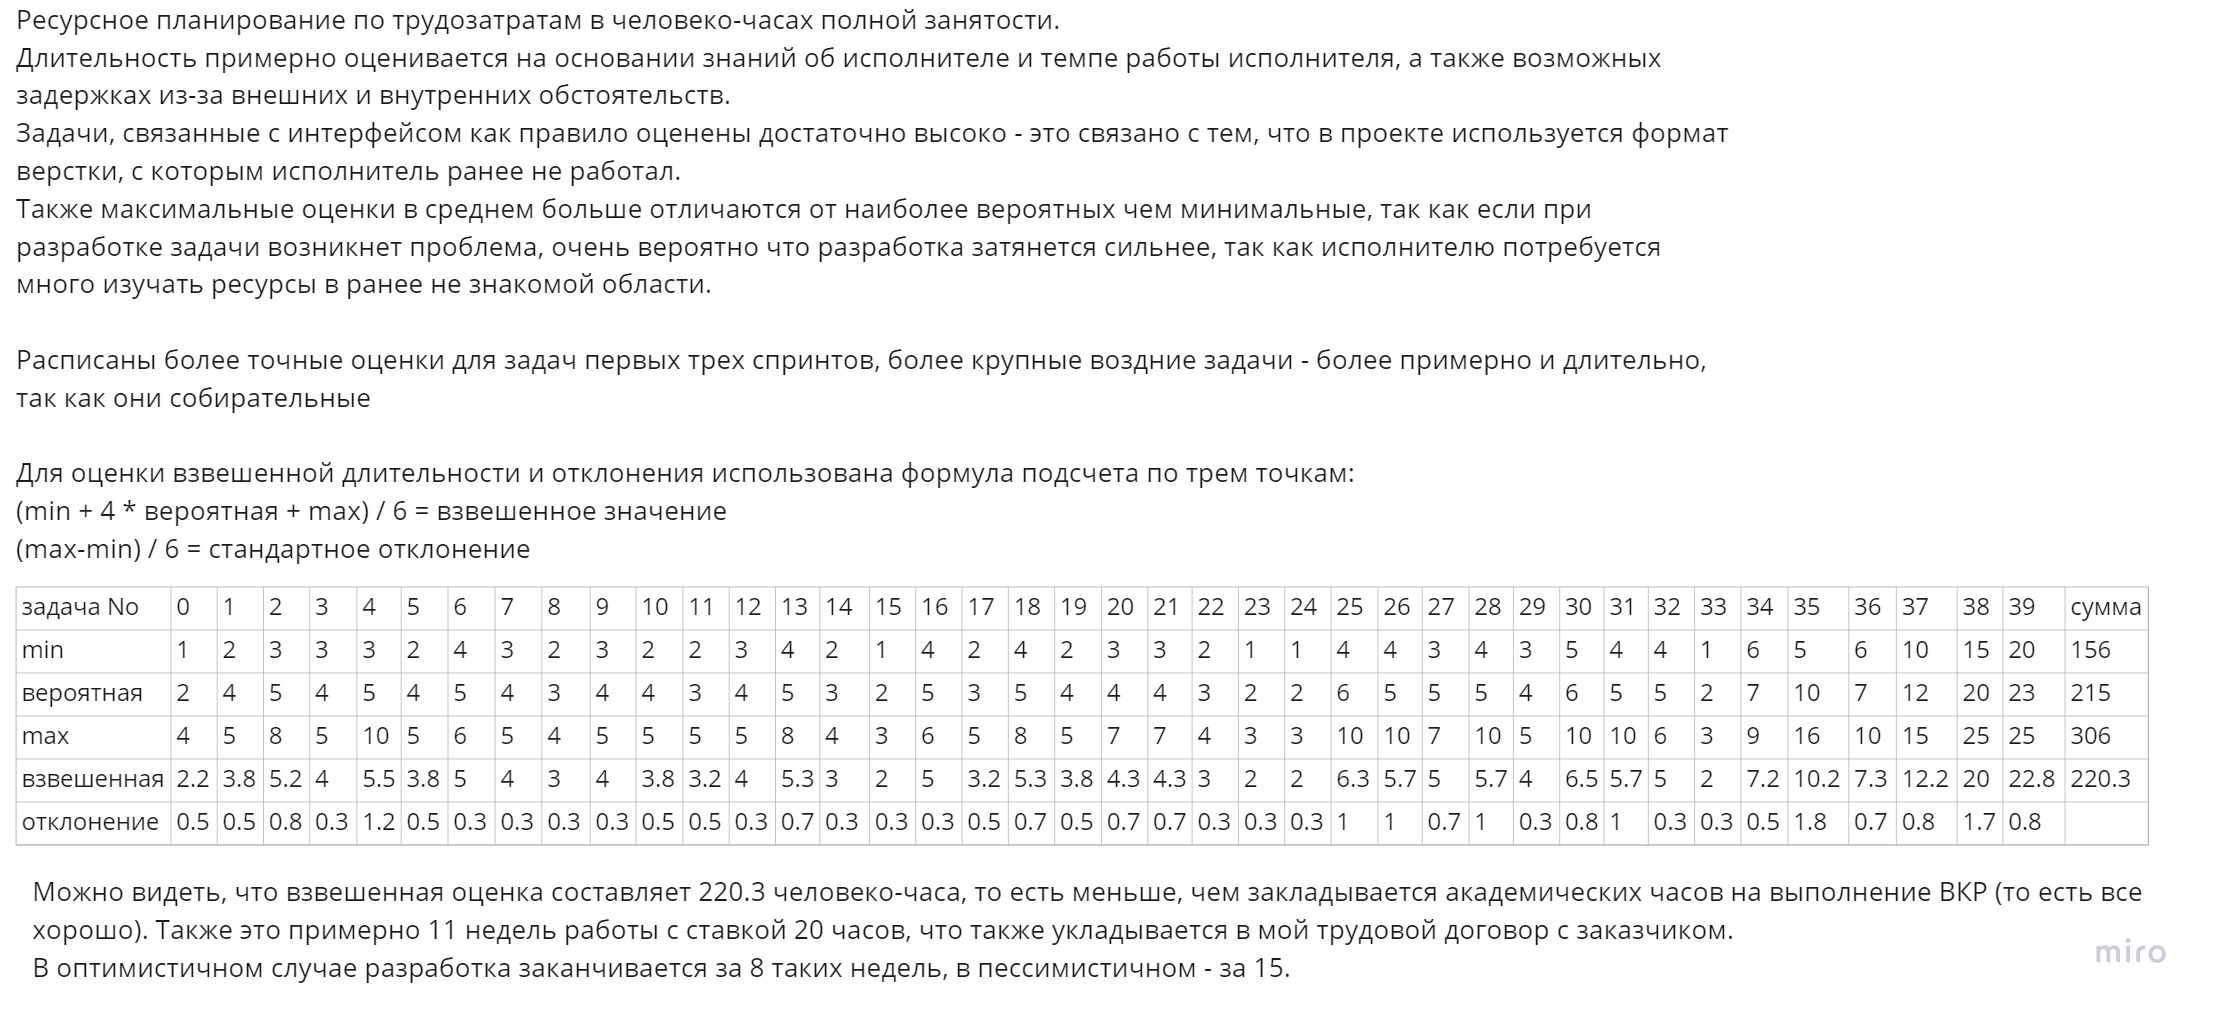 Ресурсное планирование по трудозатратам в человеко-часах полной занятости.
Длительность примерно оценивается на основании знаний об исполнителе и темпе работы исполнителя, а также возможных
задержках из-за внешних и внутренних обстоятельств.
Задачи, связанные с интерфейсом как правило оценены достаточно высоко - это связано с тем, что в проекте используется формат
верстки, с которым исполнитель ранее не работал.
Также максимальные оценки в среднем больше отличаются от наиболее вероятных чем минимальные, так как если при
разработке задачи возникнет проблема, очень вероятно что разработка затянется сильнее, так как исполнителю потребуется
много изучать ресурсы в ранее не знакомой области.
Расписаны более точные оценки для задач первых трех спринтов, более крупные воздние задачи - более примерно и длительно,
так как они собирательные
Для оценки взвешенной длительности и отклонения использована формула подсчета по трем точкам:
(min + 4 * вероятная + max) / 6 = взвешенное значение
(max-min) / 6 = стандартное отклонение
задача No 0 1 2 3 4 5 6 7 8 9 10 11 12 13 14 15 16 17 18 19 20 21 22 23 24 25 26 27 28 29 30 31 32 33 34 35 36 37 38 39 сумма
min 1 2 3 3 3 2 4 3 2 3 2 2 3 4 2 1 4 2 4 2 3 3 2 1 1 4 4 3 4 3 5 4 4 1 6 5 6 10 15 20 156
вероятная 2 4 5 4 5 4 5 4 3 4 4 3 4 5 3 2 5 3 5 4 4 4 3 2 2 6 5 5 5 4 6 5 5 2 7 10 7 12 20 23 215
max 4 5 8 5 10 5 6 5 4 5 5 5 5 8 4 3 6 5 8 5 7 7 4 3 3 10 10 7 10 5 10 10 6 3 9 16 10 15 25 25 306
взвешенная 2.2 3.8 5.2 4 5.5 3.8 5 4 3 4 3.8 3.2 4 5.3 3 2 5 3.2 5.3 3.8 4.3 4.3 3 2 2 6.3 5.7 5 5.7 4 6.5 5.7 5 2 7.2 10.2 7.3 12.2 20 22.8 220.3
отклонение 0.5 0.5 0.8 0.3 1.2 0.5 0.3 0.3 0.3 0.3 0.5 0.5 0.3 0.7 0.3 0.3 0.3 0.5 0.7 0.5 0.7 0.7 0.3 0.3 0.3 1 1 0.7 1 0.3 0.8 1 0.3 0.3 0.5 1.8 0.7 0.8 1.7 0.8
Можно видеть, что взвешенная оценка составляет 220.3 человеко-часа, то есть меньше, чем закладывается академических часов на выполнение ВКР (то есть все
хорошо). Также это примерно 11 недель работы с ставкой 20 часов, что также укладывается в мой трудовой договор с заказчиком.
В оптимистичном случае разработка заканчивается за 8 таких недель, в пессимистичном - за 15.
miro